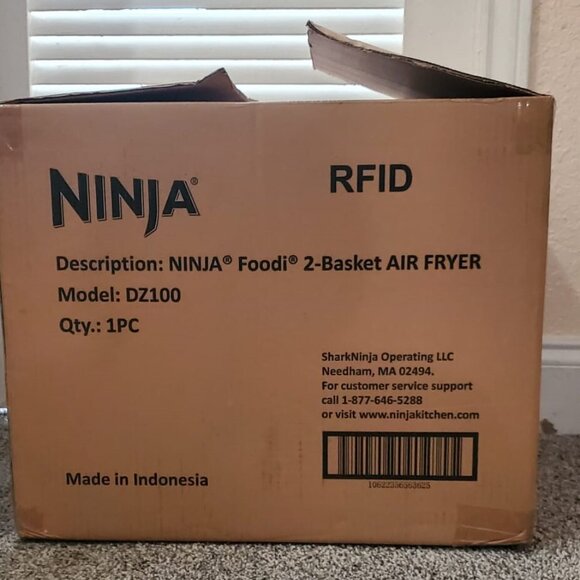 NINJA®
RFID
Description: NINJA® Foodi® 2-Basket AIR FRYER
Model: DZ100
Qty.: 1PC
SharkNinja Operating LLC
Needham, MA 02494.
For customer service support
call 1-877-646-5288
or visit www.ninjakitchen.com
10622356563625
Made in Indonesia